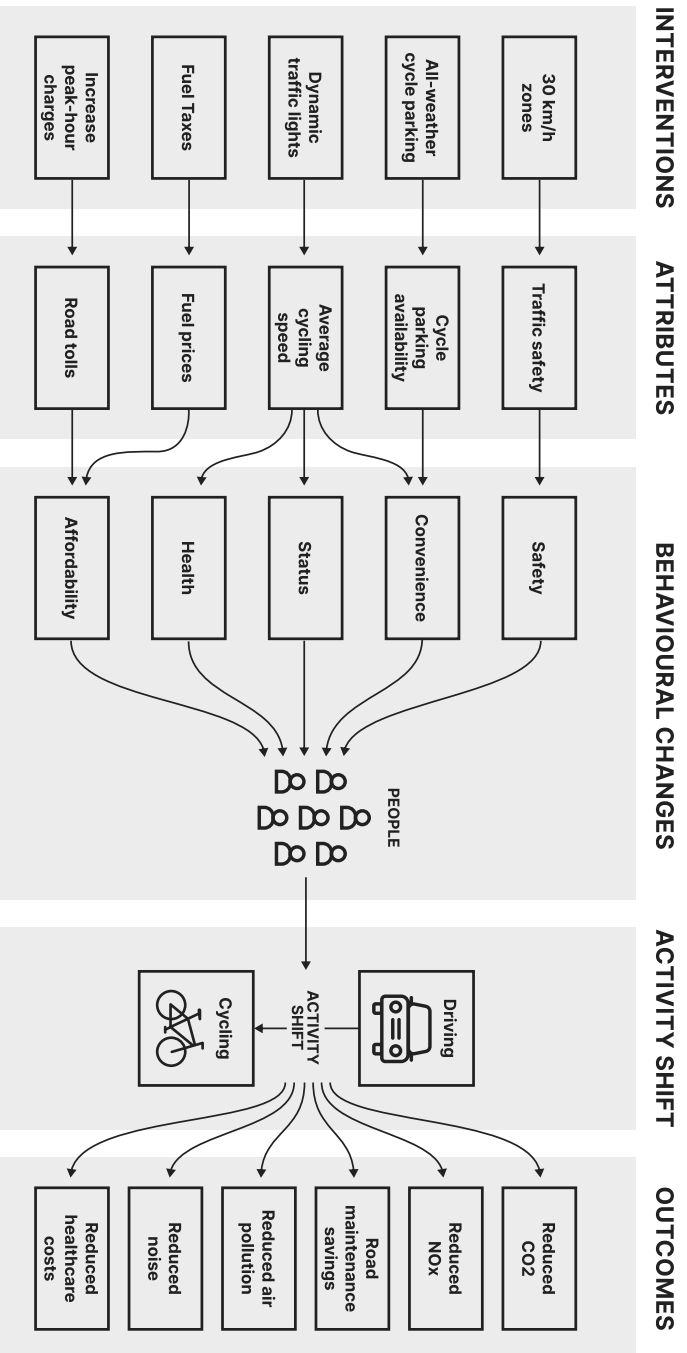 INTERVENTIONS
30 km/h
zones
All-weather
cycle parking
Dynamic
traffic lights
Fuel Taxes
Increase
peak-hour
charges
ATTRIBUTES
Traffic safety
Cycle
parking
availability
Average
cycling
speed
Fuel prices
Road tolls
BEHAVIOURAL CHANGES
Safety
Convenience
Status
Health
Affordability
PEOPLE
ACTIVITY SHIFT
Driving
ACTIVITY
SHIFT
Cycling
OUTCOMES
Reduced
CO2
Reduced
NOx
Road
maintenance
savings
Reduced air
pollution
Reduced
noise
Reduced
healthcare
costs